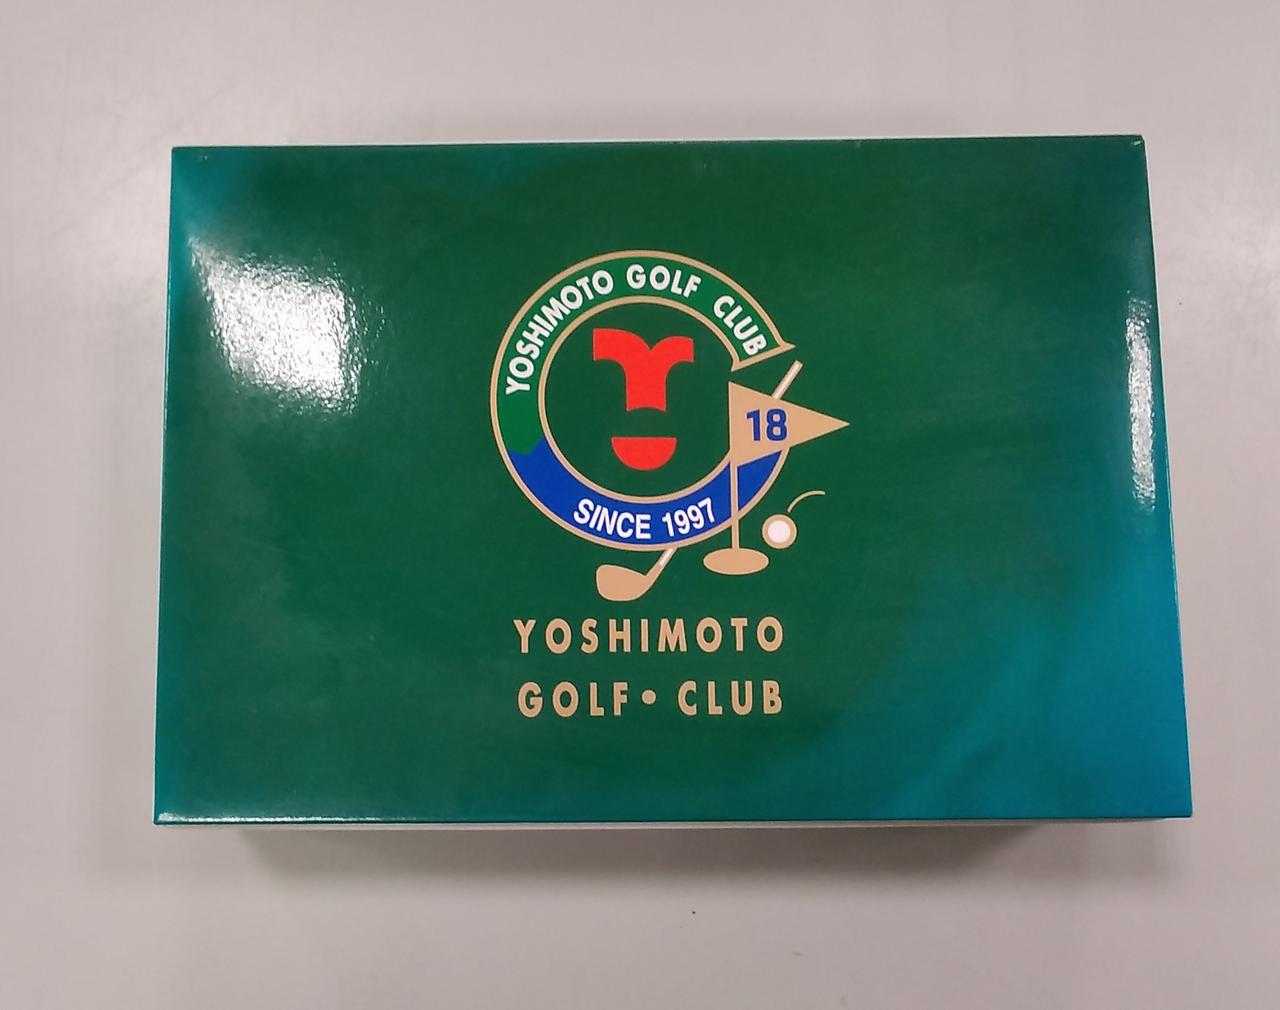 YOSHIMOTO GOLF CLUB
18
SINCE 1997
YOSHIMOTO
GOLF • CLUB